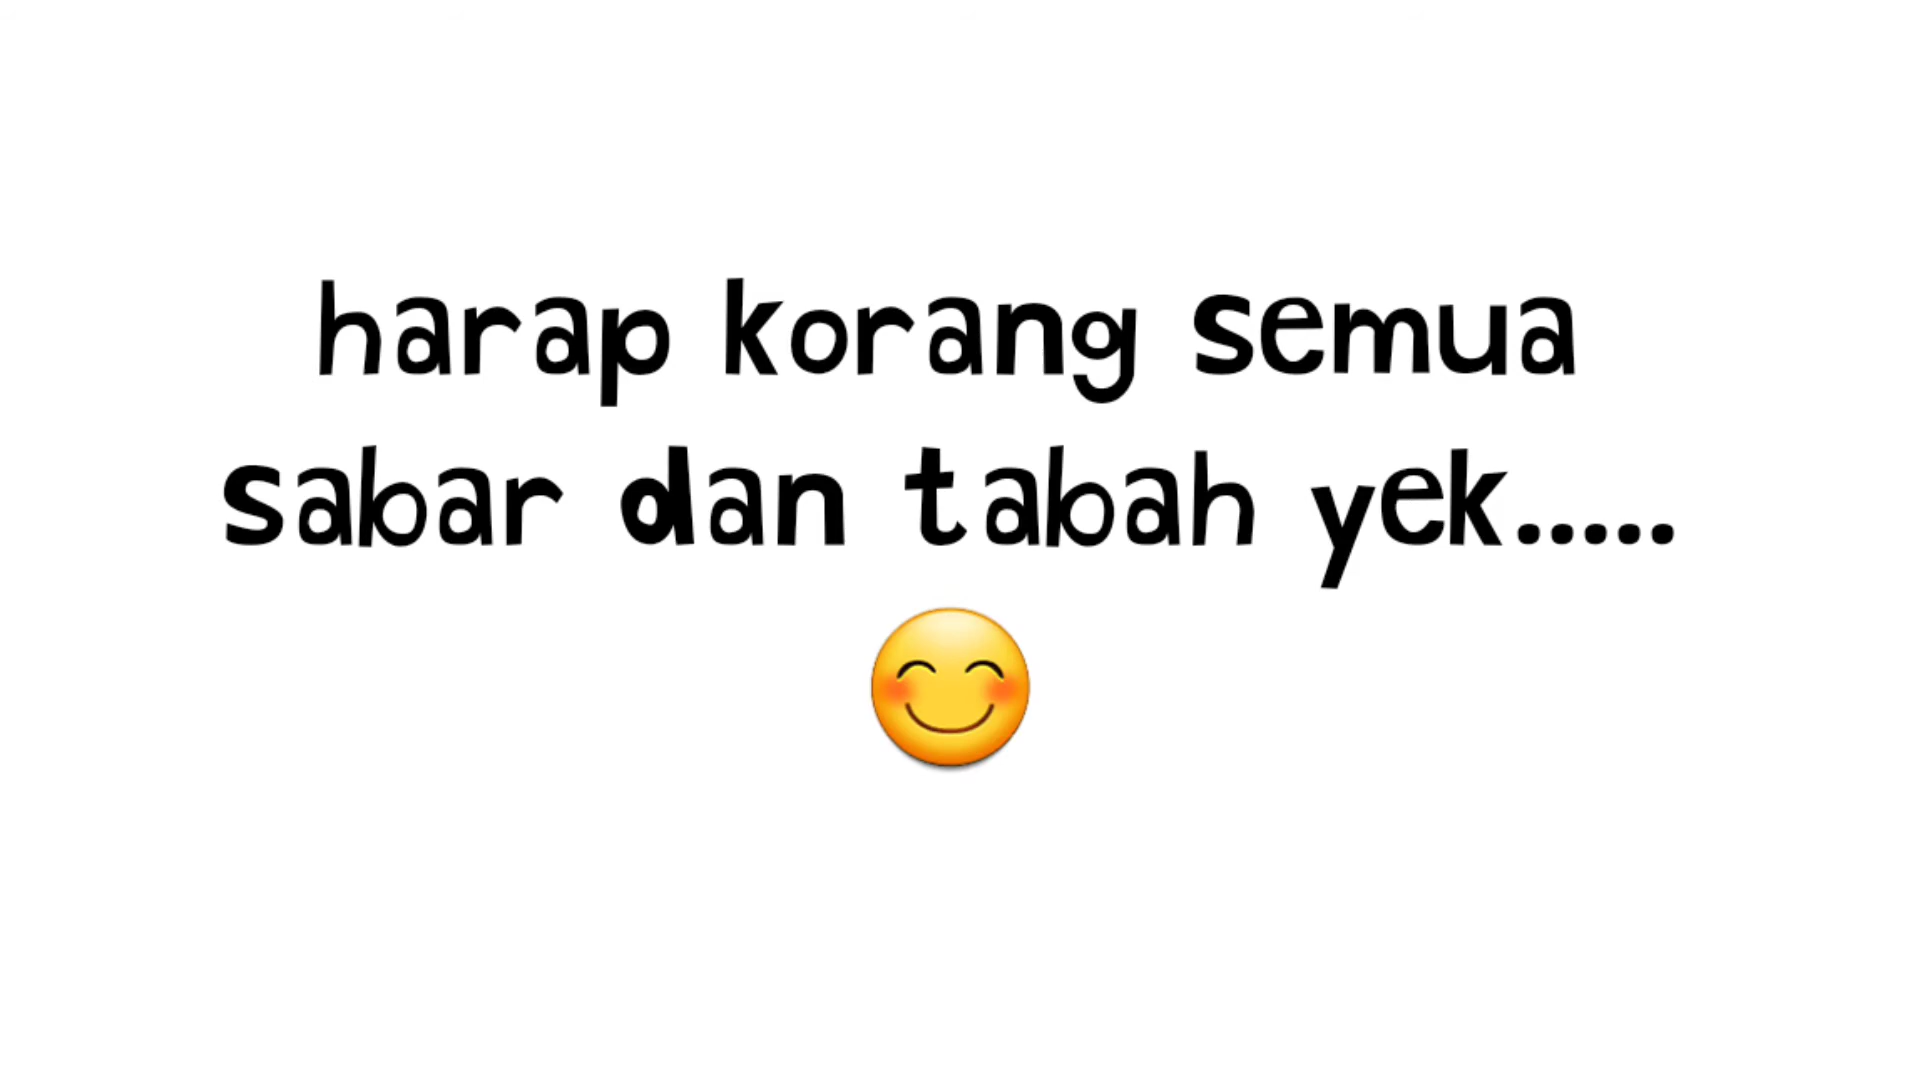 harap korang semua
sabar dan tabah yek.....
😊